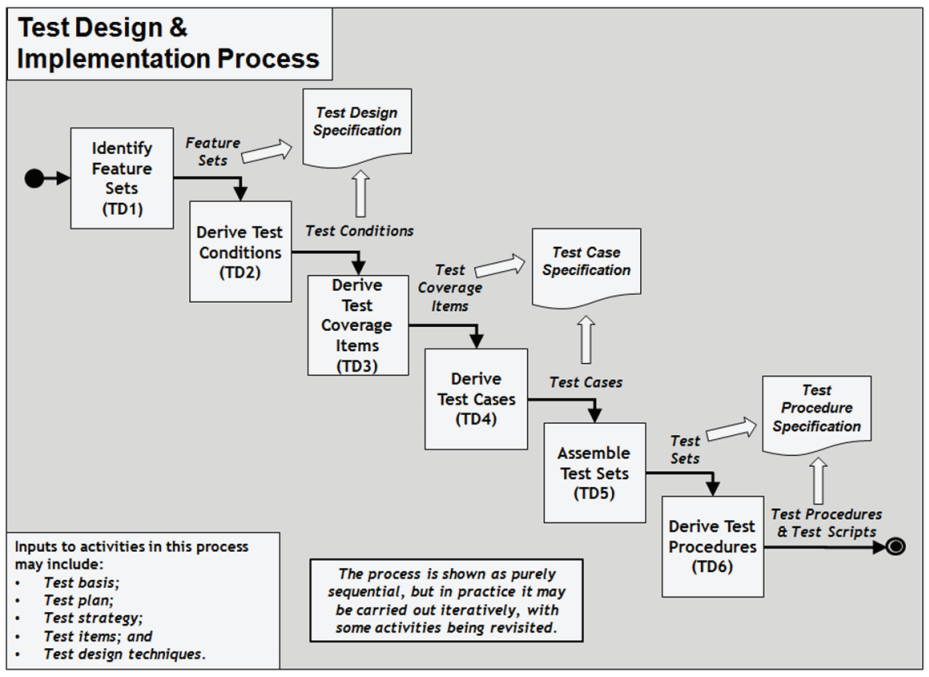 Test Design &
Implementation Process
Test Design
Specification
Identify
Feature
Sets
(TD1)
Feature
Sets
Derive Test
Conditions
(TD2)
Test Conditions
Test Case
Specification
Derive
Test
Coverage
Items
(TD3)
Test
Coverage
Items
Derive
Test Cases
(TD4)
Test Cases
Test
Procedure
Specification
Assemble
Test Sets
(TD5)
Test
Sets
Derive Test
Procedures
(TD6)
Test Procedures
& Test Scripts
Inputs to activities in this process
may include:
• Test basis;
• Test plan;
• Test strategy;
• Test items; and
• Test design techniques.
The process is shown as purely
sequential, but in practice it may
be carried out iteratively, with
some activities being revisited.